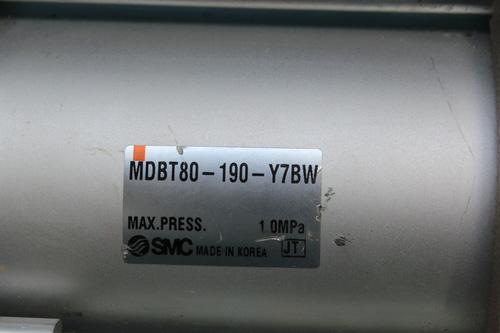 MDBT80-190-Y7BW
MAX.PRESS. 1.0MPa
SMC MADE IN KOREA JT